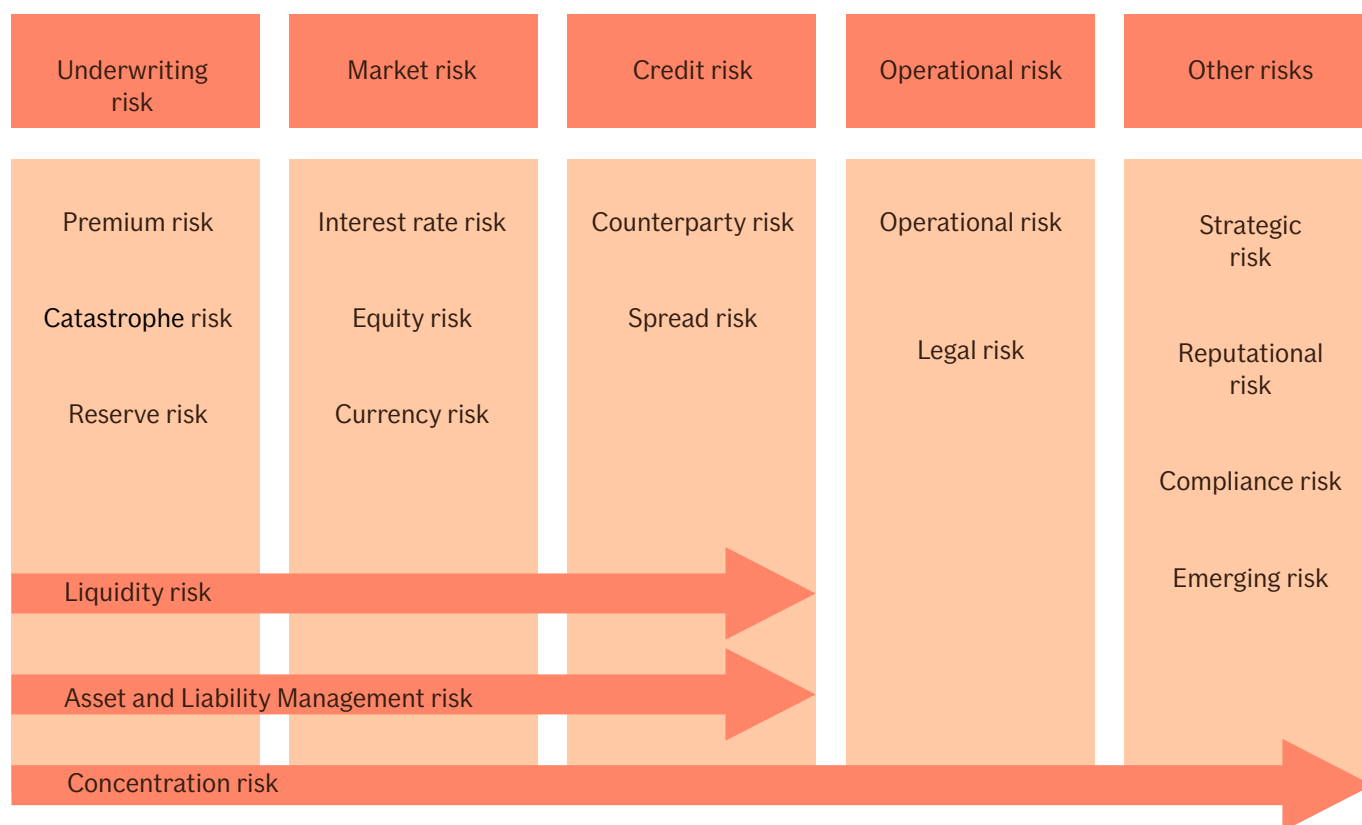 Underwriting
risk
Market risk
Credit risk
Operational risk
Other risks
Premium risk
Catastrophe risk
Reserve risk
Interest rate risk
Equity risk
Currency risk
Counterparty risk
Spread risk
Operational risk
Legal risk
Strategic
risk
Reputational
risk
Compliance risk
Emerging risk
Liquidity risk
Asset and Liability Management risk
Concentration risk